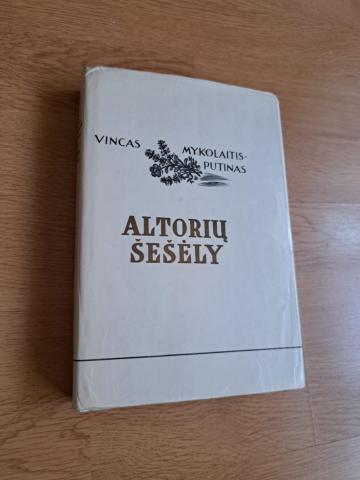 VINCAS MYKOLAITIS-
PUTINAS
ALTORIŲ
ŠEŠĖLY